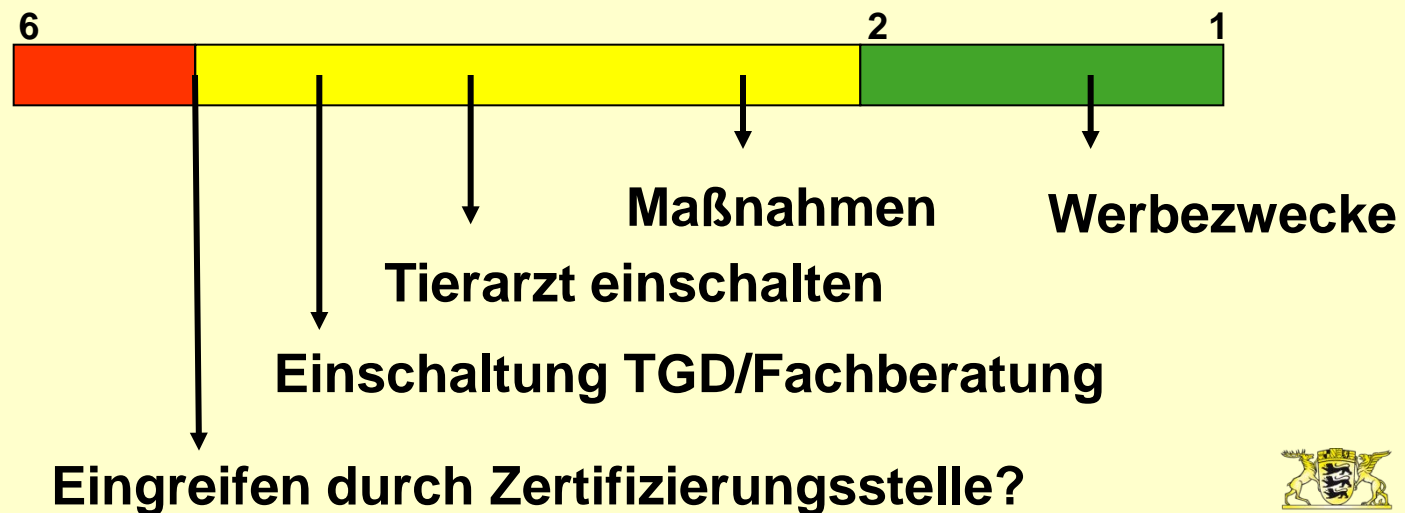 6 2 1
Maßnahmen
Werbezwecke
Tierarzt einschalten
Einschaltung TGD/Fachberatung
Eingreifen durch Zertifizierungsstelle?